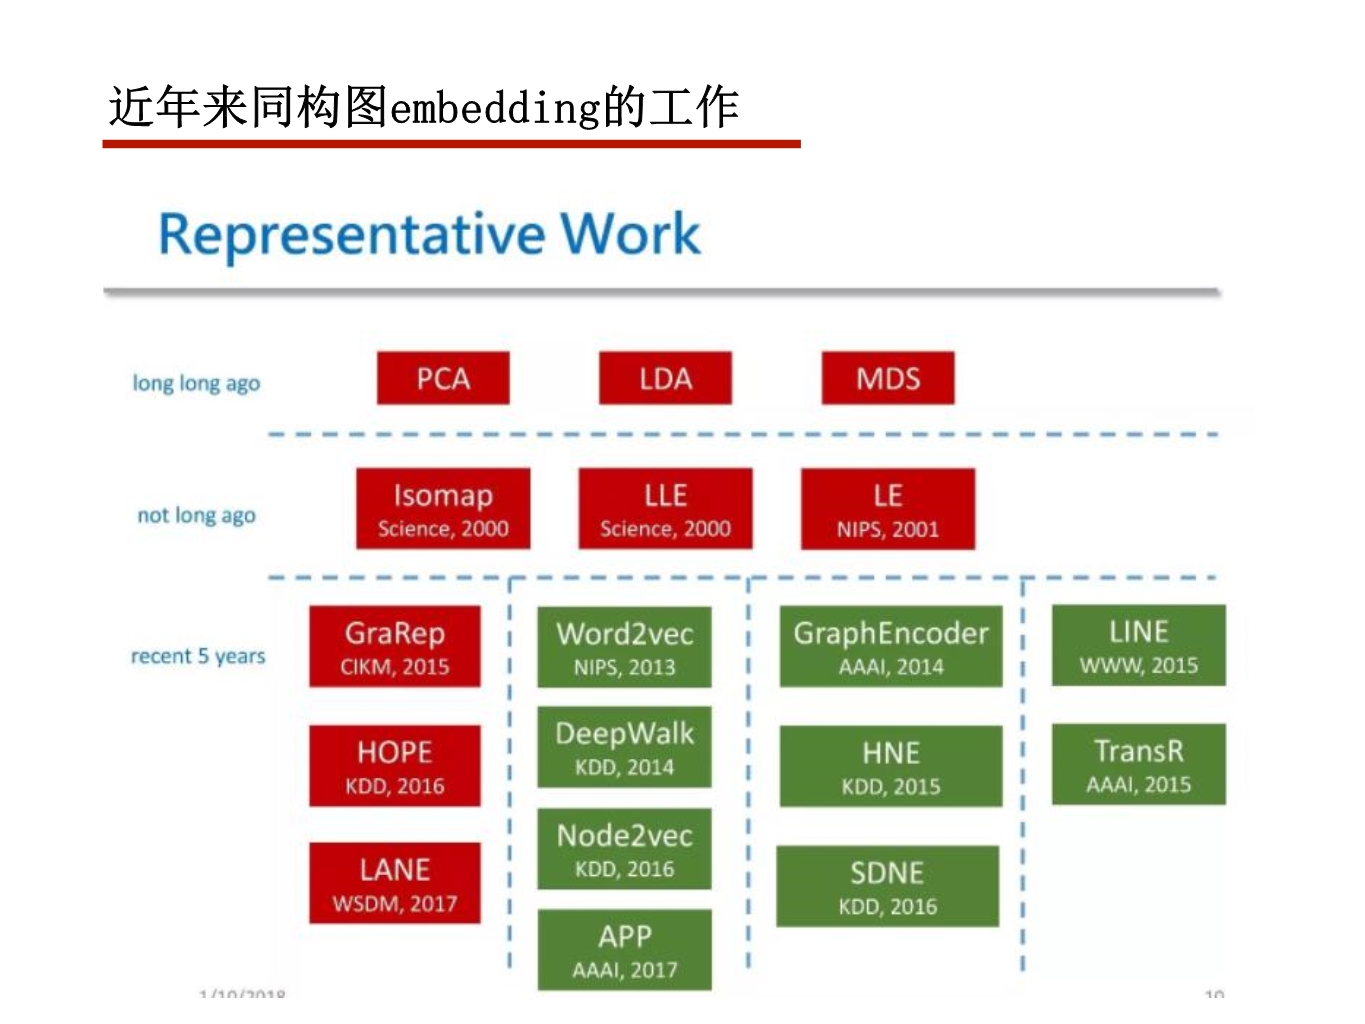 近年来同构图embedding的工作
Representative Work
long long ago
PCA
LDA
MDS
not long ago
Isomap
Science, 2000
LLE
Science, 2000
LE
NIPS, 2001
recent 5 years
GraRep
CIKM, 2015
HOPE
KDD, 2016
LANE
WSDM, 2017
Word2vec
NIPS, 2013
DeepWalk
KDD, 2014
Node2vec
KDD, 2016
APP
AAAI, 2017
GraphEncoder
AAAI, 2014
HNE
KDD, 2015
SDNE
KDD, 2016
LINE
WWW, 2015
TransR
AAAI, 2015
1/10/2018
10